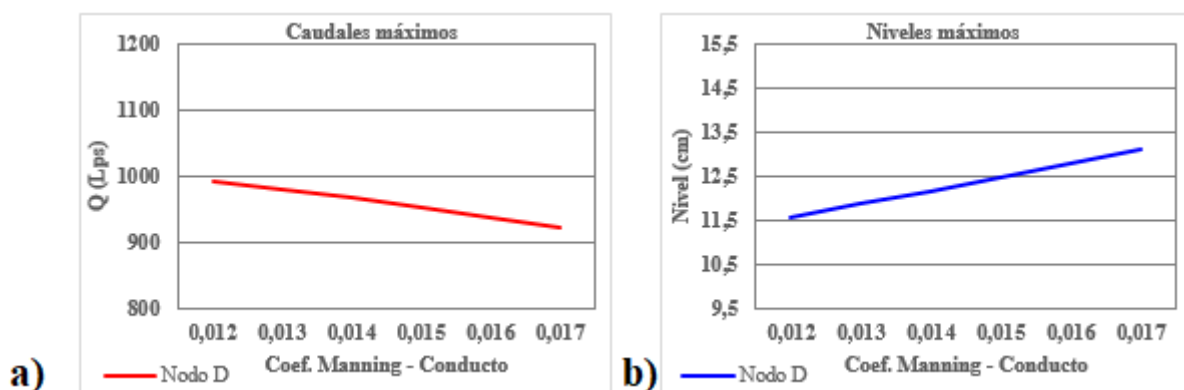 Caudales máximos
1200
1100
1000
900
800
Q (Lps)
0,012 0,013 0,014 0,015 0,016 0,017
Coef. Manning - Conducto
Nodo D
a)
Niveles máximos
15,5
14,5
13,5
12,5
11,5
10,5
9,5
Nivel (cm)
0,012 0,013 0,014 0,015 0,016 0,017
Coef. Manning - Conducto
Nodo D
b)